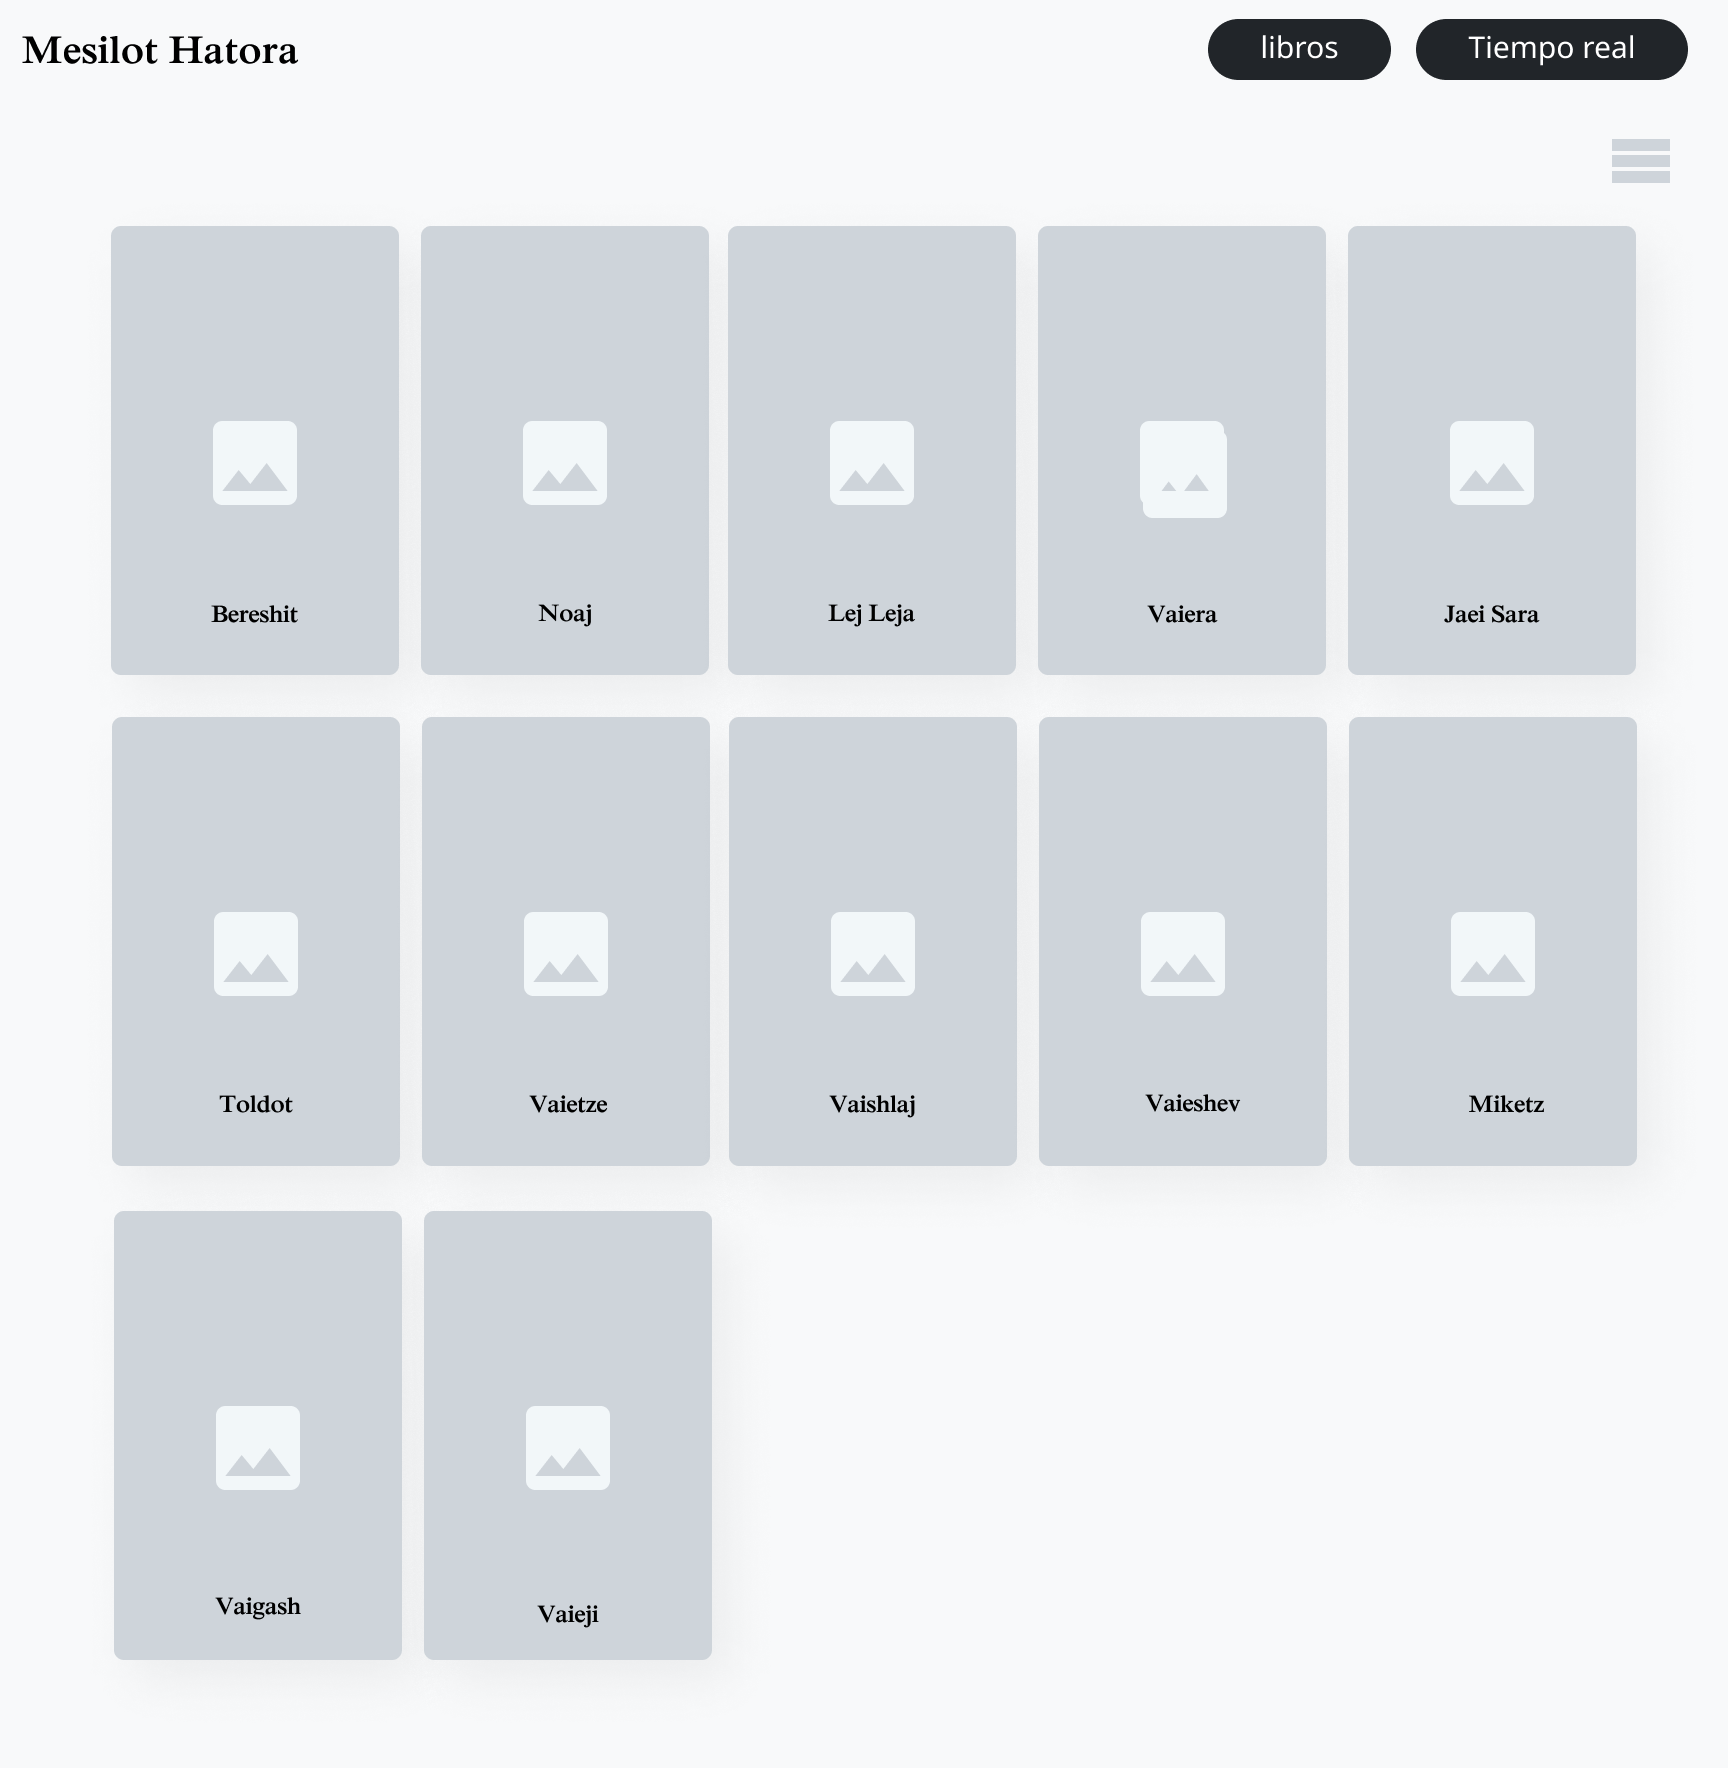 Mesilot Hatora
libros
Tiempo real
Bereshit
Noaj
Lej Leja
Vaiera
Jaei Sara
Toldot
Vaietze
Vaishlaj
Vaieshev
Miketz
Vaigash
Vaieji